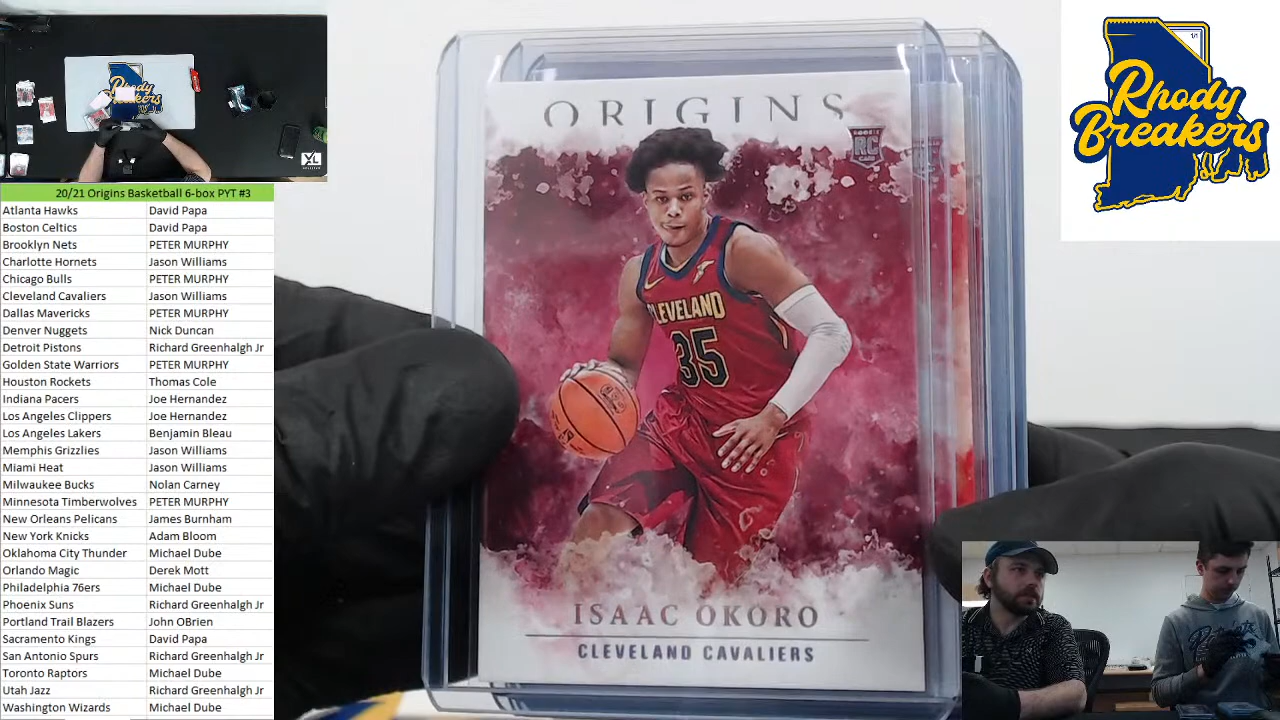 20/21 Origins Basketball 6-box PYT #3
Atlanta Hawks David Papa
Boston Celtics David Papa
Brooklyn Nets PETER MURPHY
Charlotte Hornets Jason Williams
Chicago Bulls PETER MURPHY
Cleveland Cavaliers Jason Williams
Dallas Mavericks PETER MURPHY
Denver Nuggets Nick Duncan
Detroit Pistons Richard Greenhalgh Jr
Golden State Warriors PETER MURPHY
Houston Rockets Thomas Cole
Indiana Pacers Joe Hernandez
Los Angeles Clippers Joe Hernandez
Los Angeles Lakers Benjamin Bleau
Memphis Grizzlies Jason Williams
Miami Heat Jason Williams
Milwaukee Bucks Nolan Carney
Minnesota Timberwolves PETER MURPHY
New Orleans Pelicans James Burnham
New York Knicks Adam Bloom
Oklahoma City Thunder Michael Dube
Orlando Magic Derek Mott
Philadelphia 76ers Michael Dube
Phoenix Suns Richard Greenhalgh Jr
Portland Trail Blazers John OBrien
Sacramento Kings David Papa
San Antonio Spurs Richard Greenhalgh Jr
Toronto Raptors Michael Dube
Utah Jazz Richard Greenhalgh Jr
Washington Wizards Michael Dube
Rhody
Breakers
XL
ORIGINS
ROOKIE
RC
CARD
CLEVELAND
35
ISAAC OKORO
CLEVELAND CAVALIERS
1/1
Rhody
Breakers